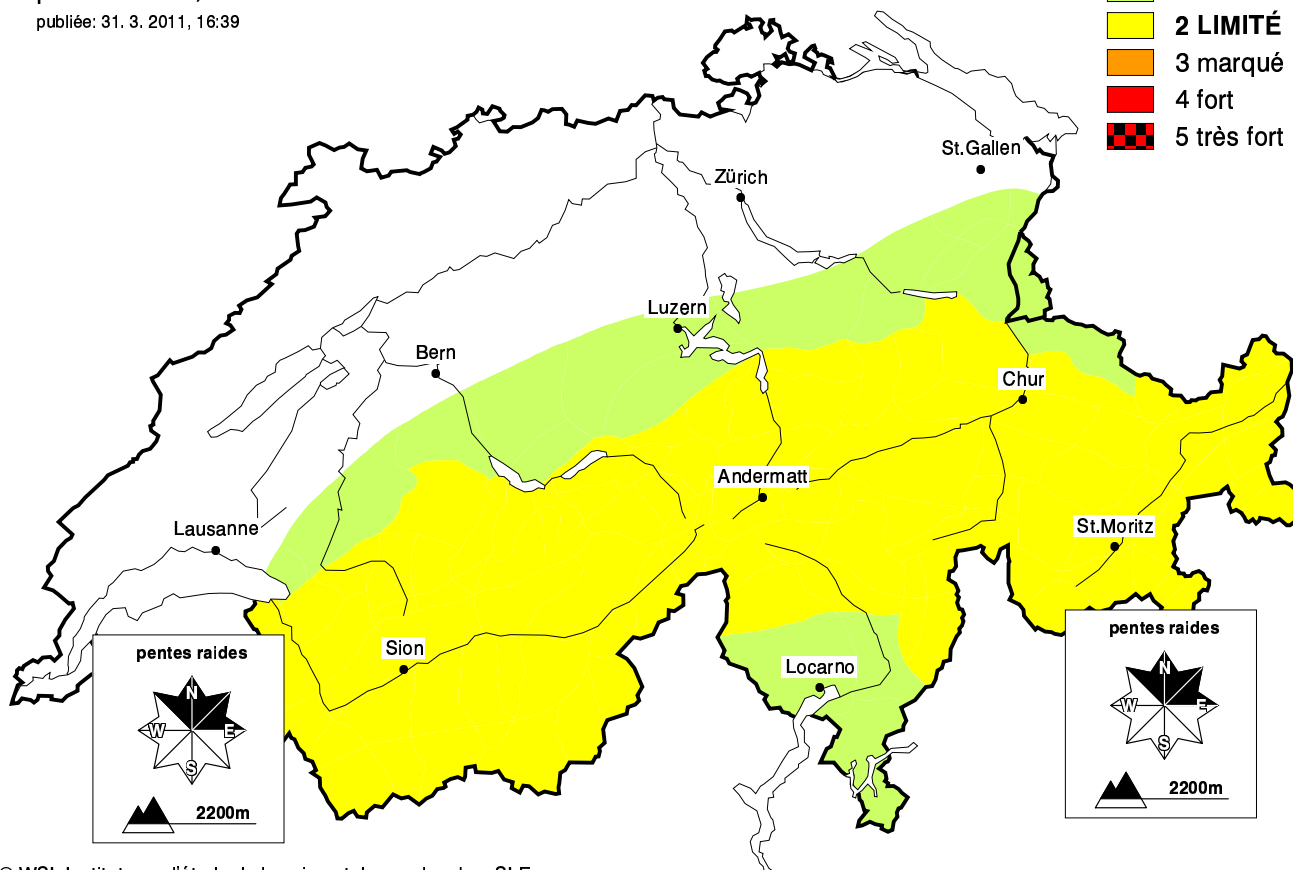 publiée: 31. 3. 2011, 16:39
2 LIMITÉ
3 marqué
4 fort
5 très fort
St.Gallen
Zürich
Luzern
Bern
Chur
Andermatt
Lausanne
St.Moritz
Sion
Locarno
pentes raides
N
W E
S
2200m
pentes raides
N
W E
S
2200m